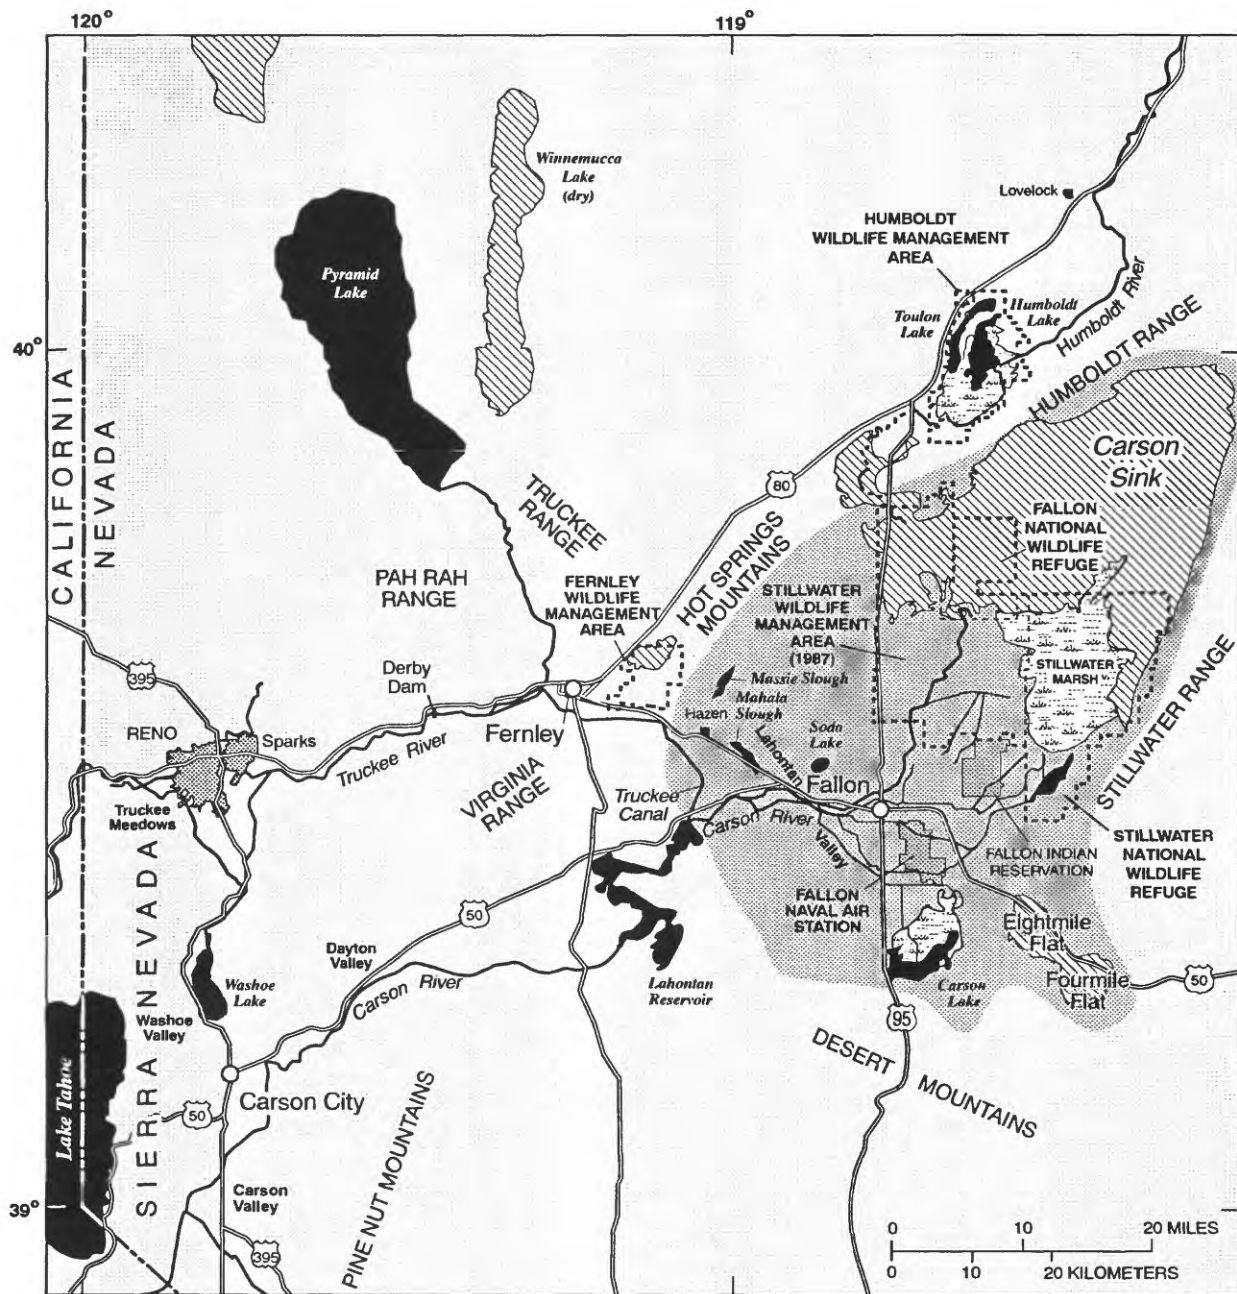 120°
119°
Winnemucca
Lake
(dry)
Lovelock
HUMBOLDT
WILDLIFE MANAGEMENT
AREA
Pyramid
Lake
Toulon
Lake
Humboldt
Lake
Humboldt River
40°
HUMBOLDT RANGE
CALIFORNIA
NEVADA
Carson
Sink
80
TRUCKEE
RANGE
FALLON
NATIONAL
WILDLIFE
REFUGE
PAH RAH
RANGE
FERNLEY
WILDLIFE
MANAGEMENT
AREA
HOT SPRINGS
MOUNTAINS
STILLWATER
WILDLIFE
MANAGEMENT
AREA
(1987)
STILLWATER
MARSH
395
Derby
Dam
Massie Slough
Mahala
Slough
STILLWATER RANGE
RENO
Sparks
Fernley
Hazen
Soda
Lake
Truckee River
Lahontan
Valley
Fallon
VIRGINIA
RANGE
Truckee
Canal
Carson River
Truckee
Meadows
FALLON INDIAN
RESERVATION
STILLWATER
NATIONAL
WILDLIFE
REFUGE
SIERRA NEVADA
50
FALLON
NAVAL AIR
STATION
Eightmile
Flat
Dayton
Valley
Washoe
Lake
Carson River
Lahontan
Reservoir
Carson
Lake
Fourmile
Flat
50
Washoe
Valley
95
DESERT MOUNTAINS
Lake Tahoe
50
Carson City
PINE NUT MOUNTAINS
Carson
Valley
39°
395
0 10 20 MILES
0 10 20 KILOMETERS